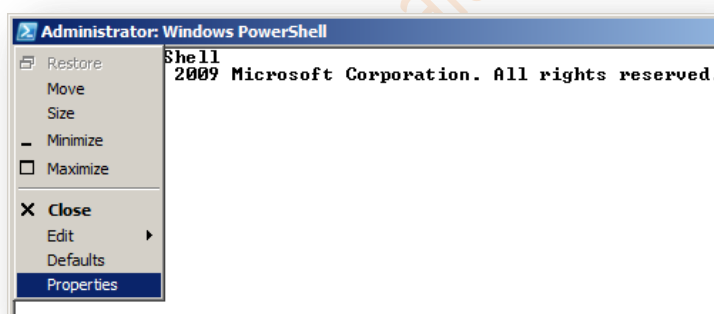 Administrator: Windows PowerShell
Shell
2009 Microsoft Corporation. All rights reserved.
Restore
Move
Size
Minimize
Maximize
Close
Edit
Defaults
Properties